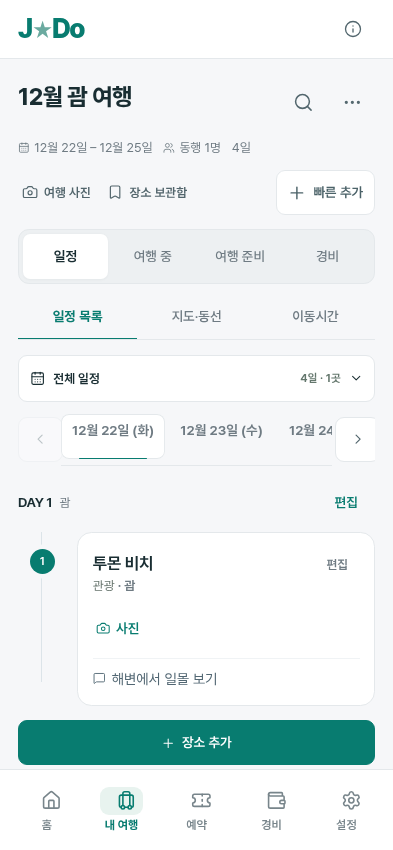 J★Do
12월 괌 여행
12월 22일 – 12월 25일 동행 1명 4일
여행 사진 장소 보관함 빠른 추가
일정 여행 중 여행 준비 경비
일정 목록 지도·동선 이동시간
전체 일정 4일 · 1곳
12월 22일 (화) 12월 23일 (수) 12월 24
DAY 1 괌 편집
1 투몬 비치 편집
관광 · 괌
사진
해변에서 일몰 보기
+ 장소 추가
홈 내 여행 예약 경비 설정